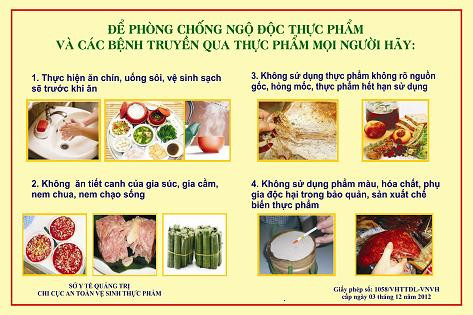 ĐỂ PHÒNG CHỐNG NGỘ ĐỘC THỰC PHẨM
VÀ CÁC BỆNH TRUYỀN QUA THỰC PHẨM MỌI NGƯỜI HÃY:
1. Thực hiện ăn chín, uống sôi, vệ sinh sạch
sẽ trước khi ăn
3. Không sử dụng thực phẩm không rõ nguồn
gốc, hỏng mốc, thực phẩm hết hạn sử dụng
2. Không ăn tiết canh của gia súc, gia cầm,
nem chua, nem chạo sống
4. Không sử dụng phẩm màu, hóa chất, phụ
gia độc hại trong bảo quản, sản xuất chế
biến thực phẩm
SỞ Y TẾ QUẢNG TRỊ
CHI CỤC AN TOÀN VỆ SINH THỰC PHẨM
Giấy phép số: 1058/VHTTDL-VNVH
cấp ngày 03 tháng 12 năm 2012